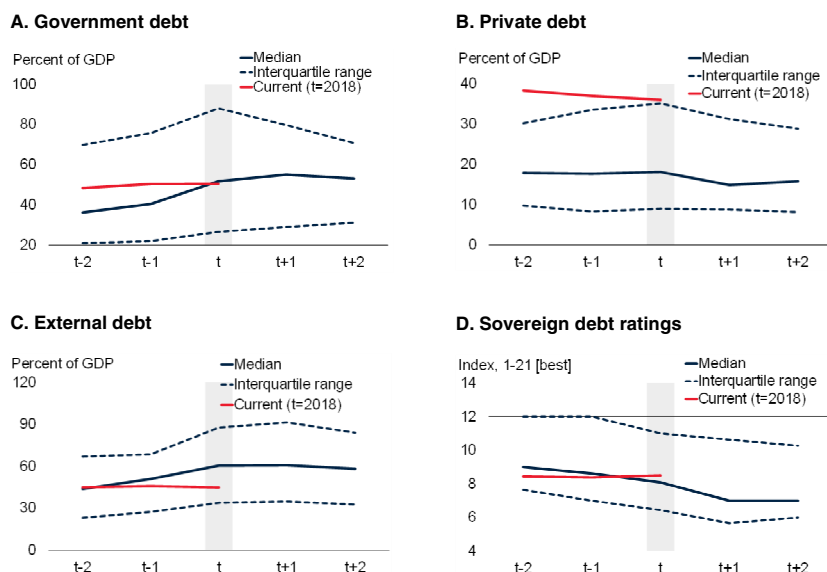 A. Government debt
Percent of GDP
Median
Interquartile range
Current (t=2018)
100
80
60
40
20
t-2 t-1 t t+1 t+2
B. Private debt
Percent of GDP
Median
Interquartile range
Current (t=2018)
40
30
20
10
0
t-2 t-1 t t+1 t+2
C. External debt
Percent of GDP
Median
Interquartile range
Current (t=2018)
120
90
60
30
0
t-2 t-1 t t+1 t+2
D. Sovereign debt ratings
Index, 1-21 [best]
Median
Interquartile range
Current (t=2018)
14
12
10
8
6
4
t-2 t-1 t t+1 t+2